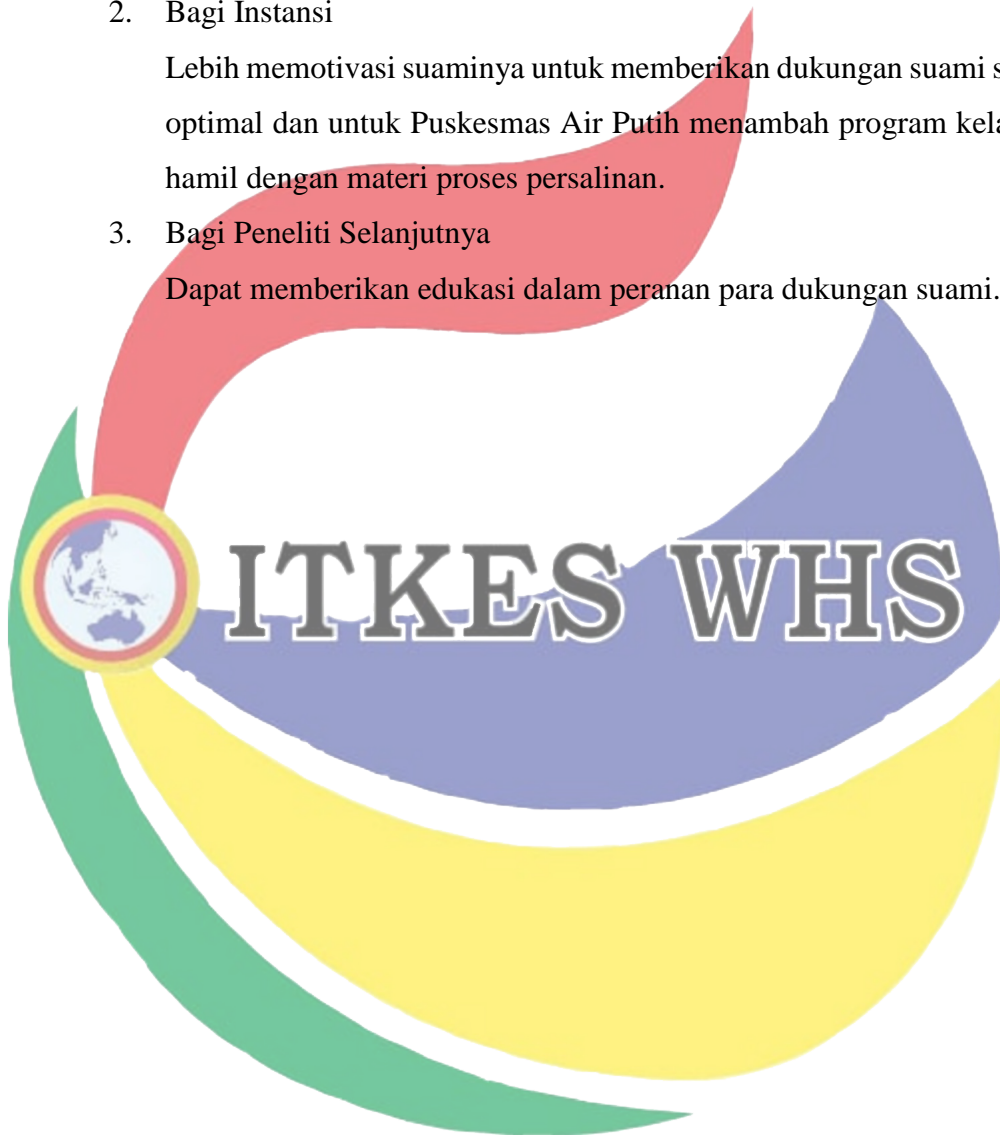 2. Bagi Instansi
Lebih memotivasi suaminya untuk memberikan dukungan suami
optimal dan untuk Puskesmas Air Putih menambah program
hamil dengan materi proses persalinan.
3. Bagi Peneliti Selanjutnya
Dapat memberikan edukasi dalam peranan para dukungan suami.
ITKES WHS